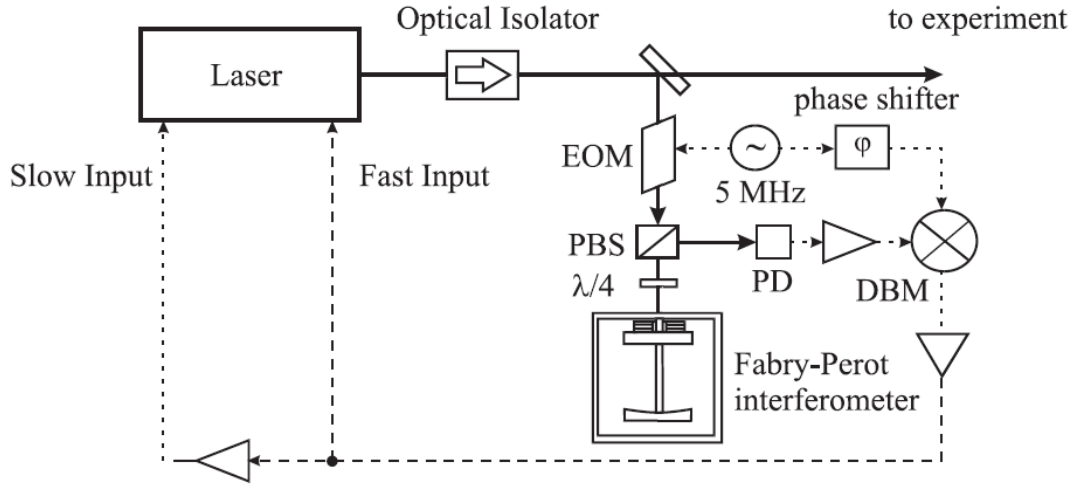 Optical Isolator
to experiment
Laser
phase shifter
Slow Input
Fast Input
EOM
~
φ
5 MHz
PBS
PD
DBM
λ/4
Fabry-Perot
interferometer